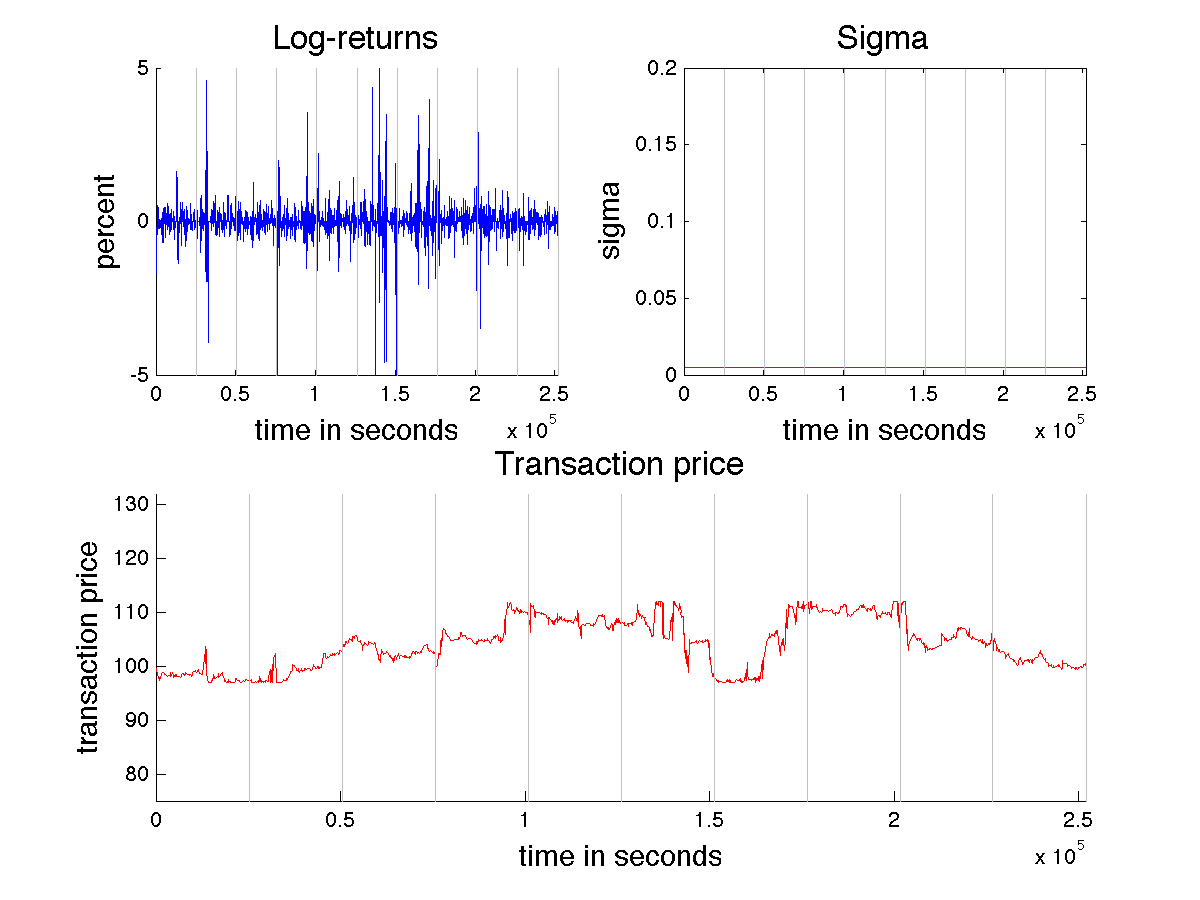 Log-returns
5
0
-5
percent
0 0.5 1 1.5 2 2.5
x 10^5
time in seconds
Sigma
0.2
0.15
0.1
0.05
0
sigma
0 0.5 1 1.5 2 2.5
x 10^5
time in seconds
Transaction price
130
120
110
100
90
80
transaction price
0 0.5 1 1.5 2 2.5
x 10^5
time in seconds